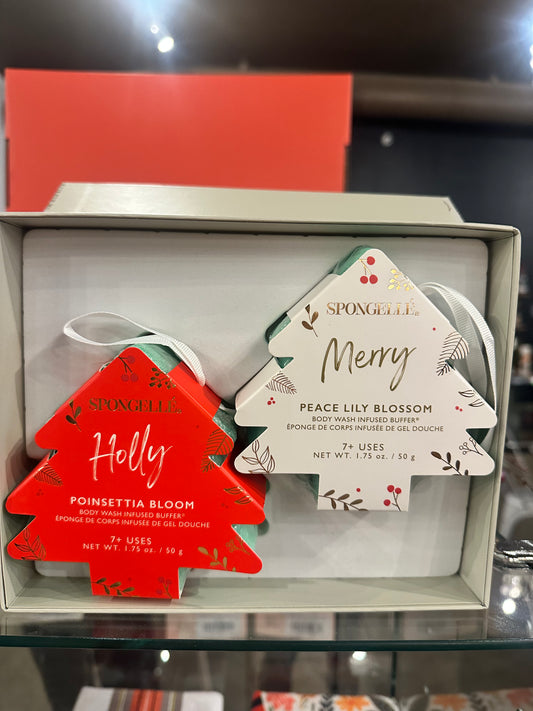 SPONGELLÉ®
Holly
POINSETTIA BLOOM
BODY WASH INFUSED BUFFER®
ÉPONGE DE CORPS INFUSÉE DE GEL DOUCHE
7+ USES
NET WT. 1.75 oz. / 50 g
SPONGELLÉ®
Merry
PEACE LILY BLOSSOM
BODY WASH INFUSED BUFFER®
ÉPONGE DE CORPS INFUSÉE DE GEL DOUCHE
7+ USES
NET WT. 1.75 oz. / 50 g